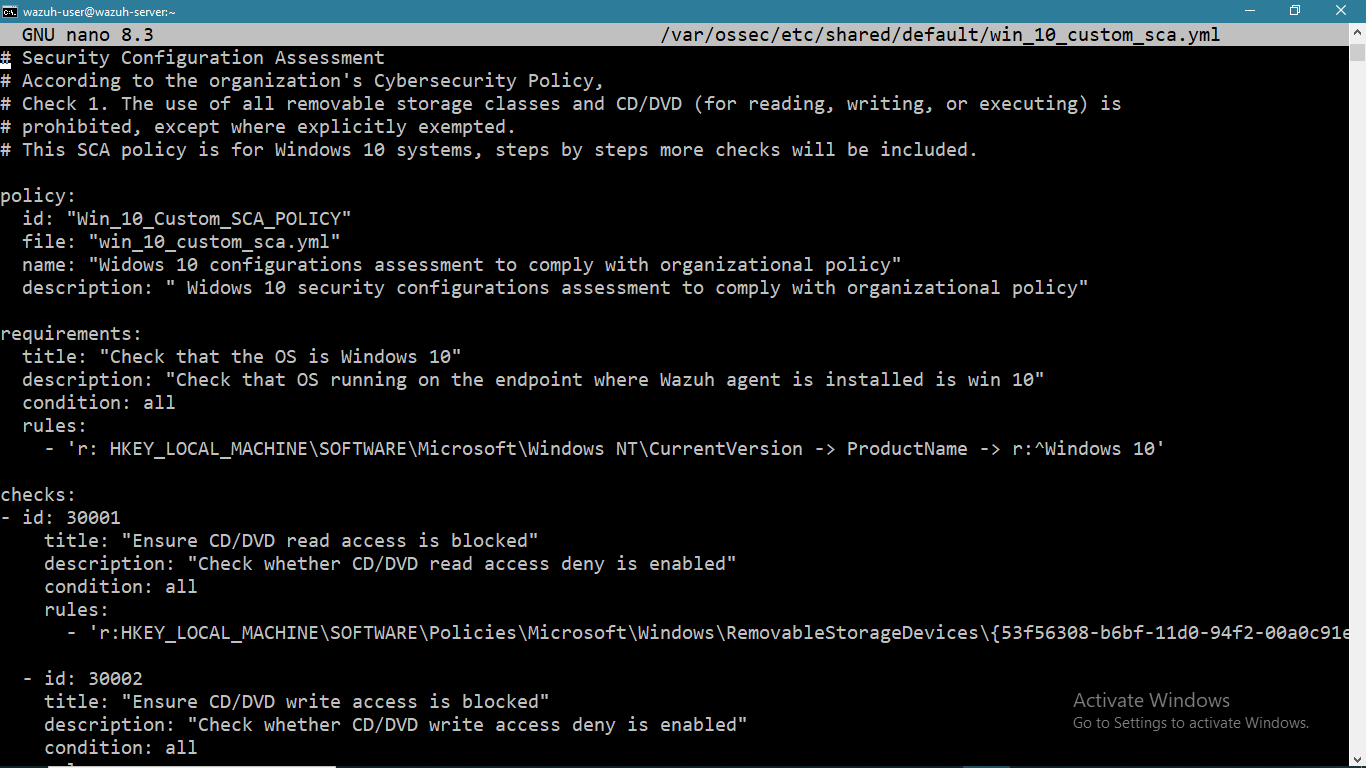 wazuh-user@wazuh-server:~
GNU nano 8.3 /var/ossec/etc/shared/default/win_10_custom_sca.yml
# Security Configuration Assessment
# According to the organization's Cybersecurity Policy,
# Check 1. The use of all removable storage classes and CD/DVD (for reading, writing, or executing) is
# prohibited, except where explicitly exempted.
# This SCA policy is for Windows 10 systems, steps by steps more checks will be included.
policy:
id: "Win_10_Custom_SCA_POLICY"
file: "win_10_custom_sca.yml"
name: "Widows 10 configurations assessment to comply with organizational policy"
description: " Widows 10 security configurations assessment to comply with organizational policy"
requirements:
title: "Check that the OS is Windows 10"
description: "Check that OS running on the endpoint where Wazuh agent is installed is win 10"
condition: all
rules:
- 'r: HKEY_LOCAL_MACHINE\SOFTWARE\Microsoft\Windows NT\CurrentVersion -> ProductName -> r:^Windows 10'
checks:
- id: 30001
title: "Ensure CD/DVD read access is blocked"
description: "Check whether CD/DVD read access deny is enabled"
condition: all
rules:
- 'r:HKEY_LOCAL_MACHINE\SOFTWARE\Policies\Microsoft\Windows\RemovableStorageDevices\{53f56308-b6bf-11d0-94f2-00a0c91e
- id: 30002
title: "Ensure CD/DVD write access is blocked"
description: "Check whether CD/DVD write access deny is enabled"
condition: all
Activate Windows
Go to Settings to activate Windows.